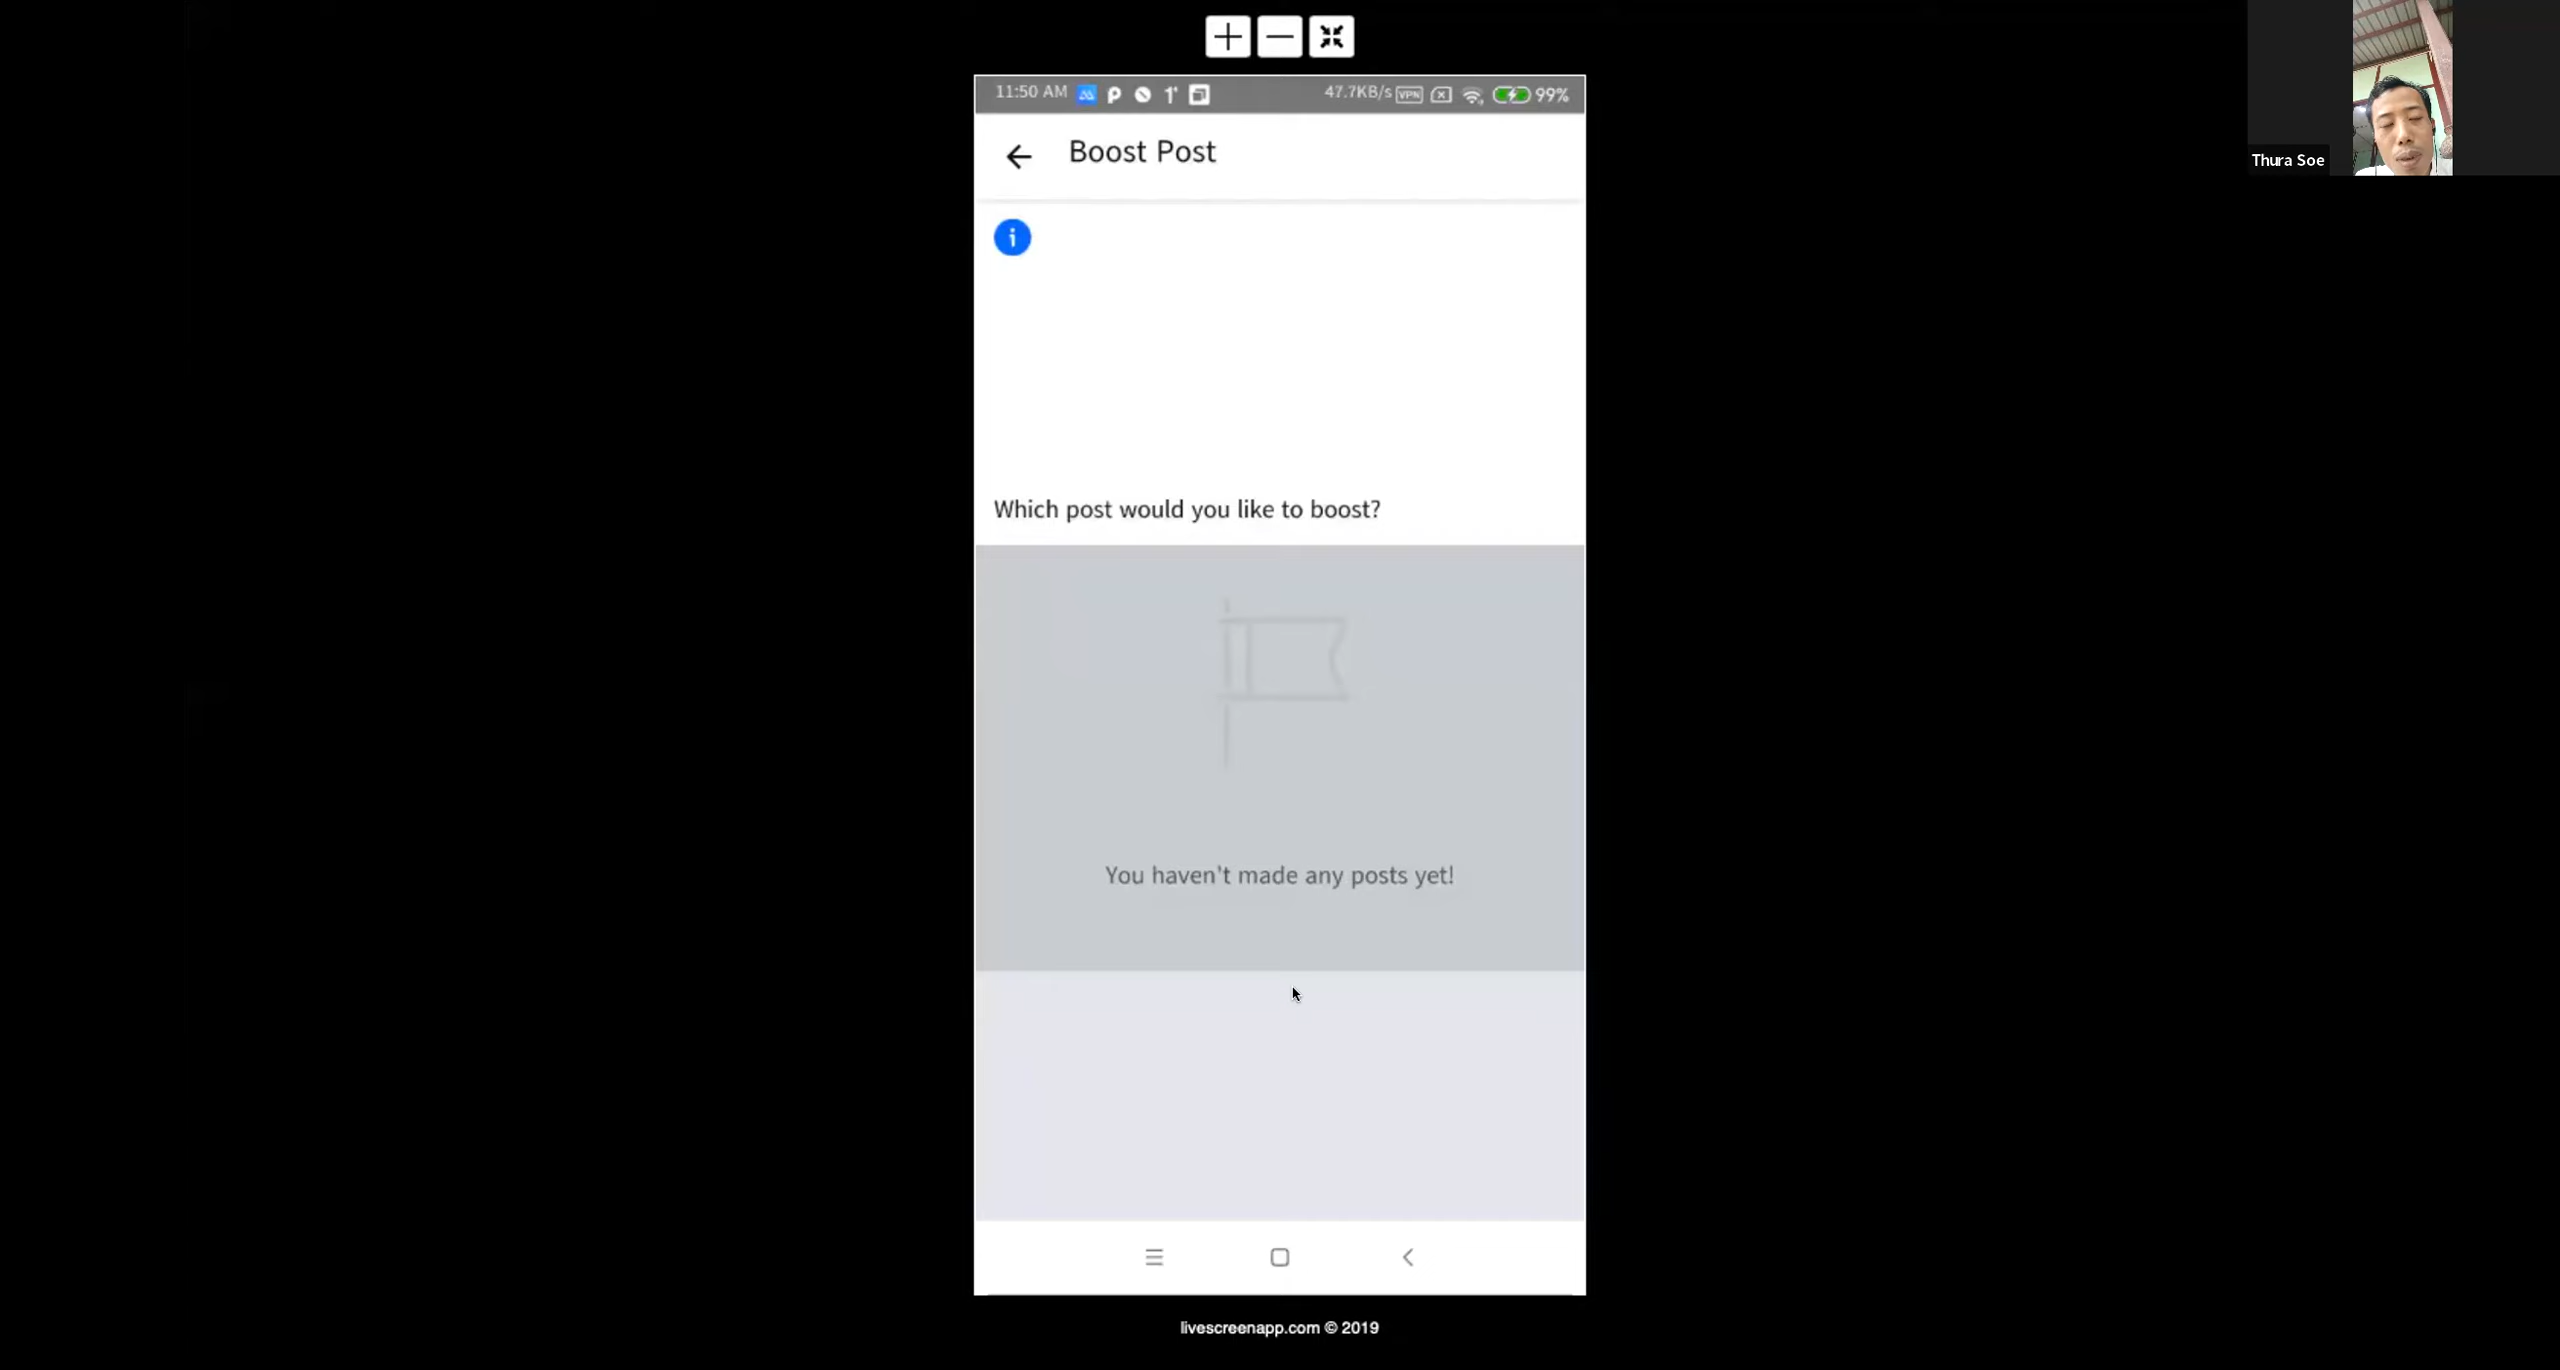 11:50 AM 47.7KB/s VPN 99%
Thura Soe
Boost Post
Which post would you like to boost?
You haven't made any posts yet!
livescreenapp.com © 2019